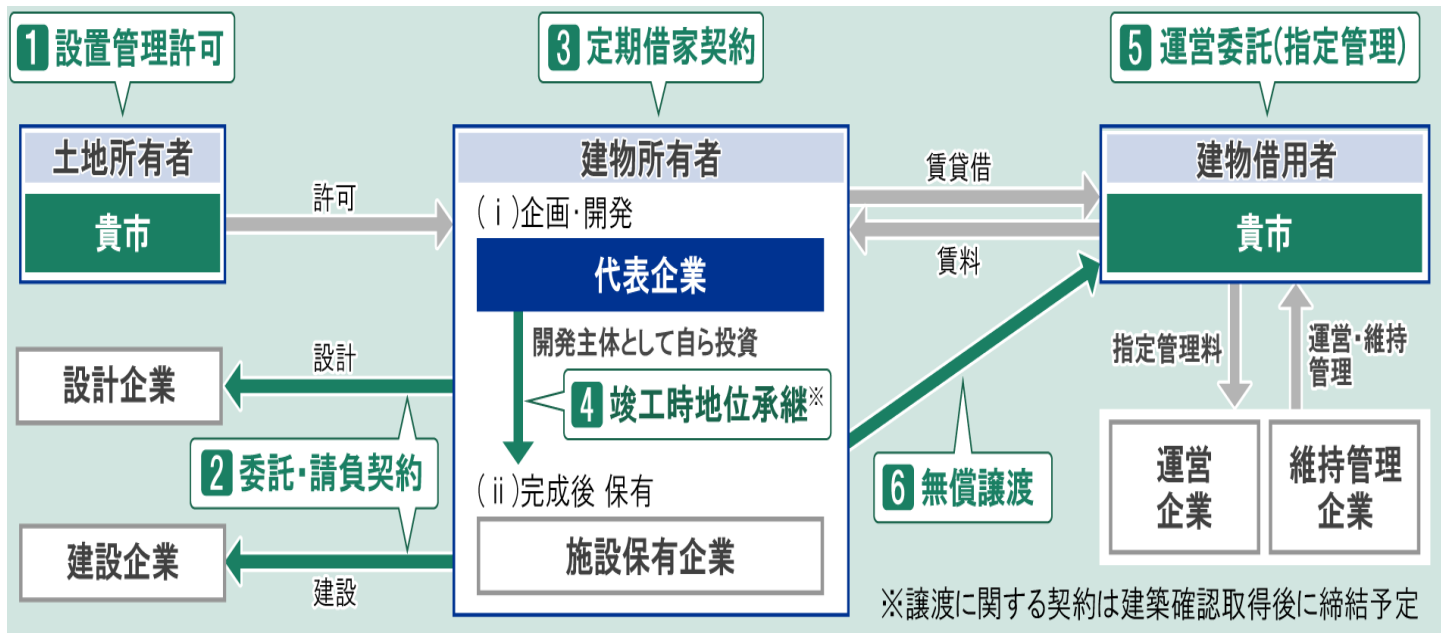 1 設置管理許可
3 定期借家契約
5 運営委託(指定管理)
土地所有者
貴市
許可
建物所有者
(ⅰ)企画・開発
代表企業
開発主体として自ら投資
4 竣工時地位承継※
(ⅱ)完成後 保有
施設保有企業
賃貸借
賃料
建物借用者
貴市
設計企業
設計
2 委託・請負契約
建設企業
建設
6 無償譲渡
指定管理料
運営・維持
管理
運営
企業
維持管理
企業
※譲渡に関する契約は建築確認取得後に締結予定